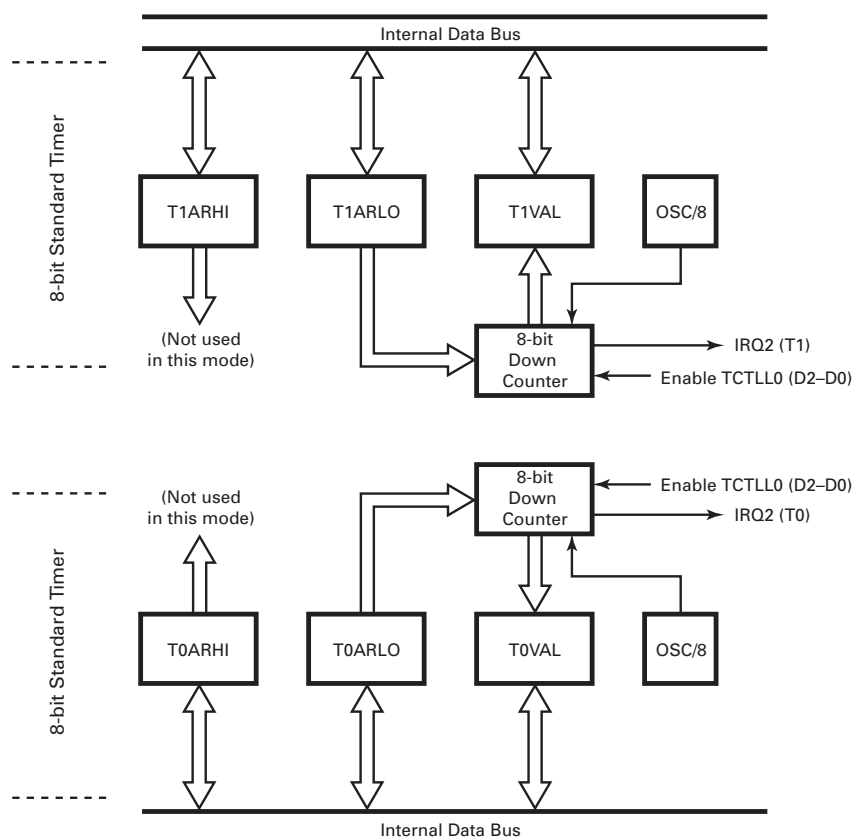 Internal Data Bus
8-bit Standard Timer
T1ARHI
T1ARLO
T1VAL
OSC/8
(Not used
in this mode)
8-bit
Down
Counter
IRQ2 (T1)
Enable TCTLL0 (D2–D0)
8-bit Standard Timer
(Not used
in this mode)
8-bit
Down
Counter
Enable TCTLL0 (D2–D0)
IRQ2 (T0)
T0ARHI
T0ARLO
T0VAL
OSC/8
Internal Data Bus